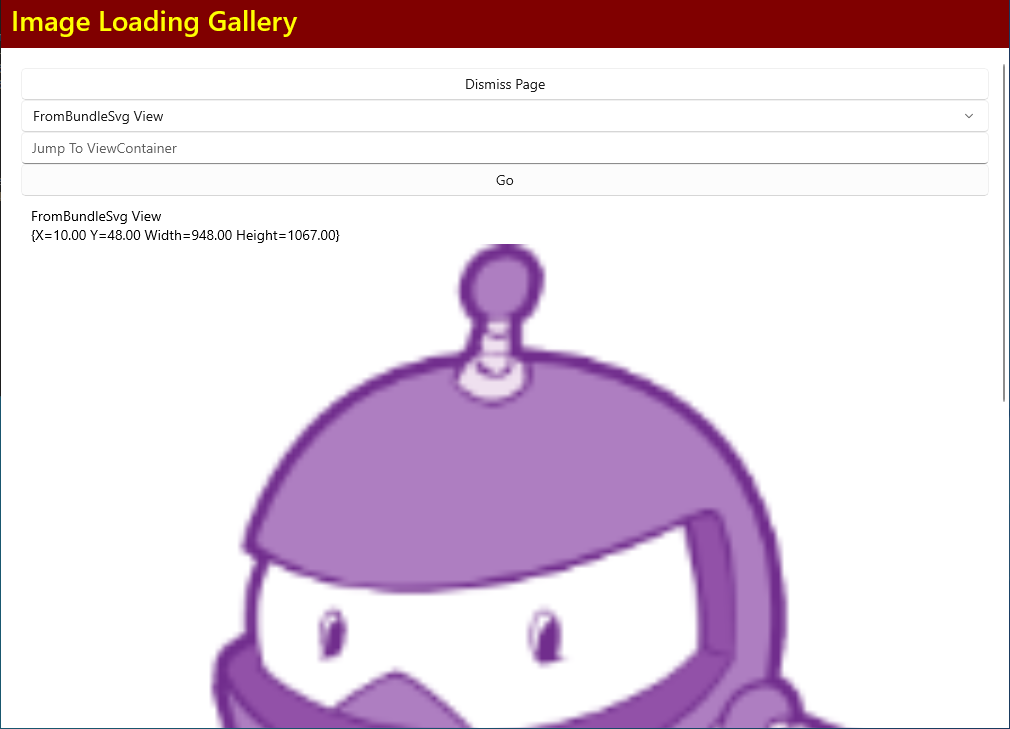 Image Loading Gallery
Dismiss Page
FromBundleSvg View
Jump To ViewContainer
Go
FromBundleSvg View
{X=10.00 Y=48.00 Width=948.00 Height=1067.00}